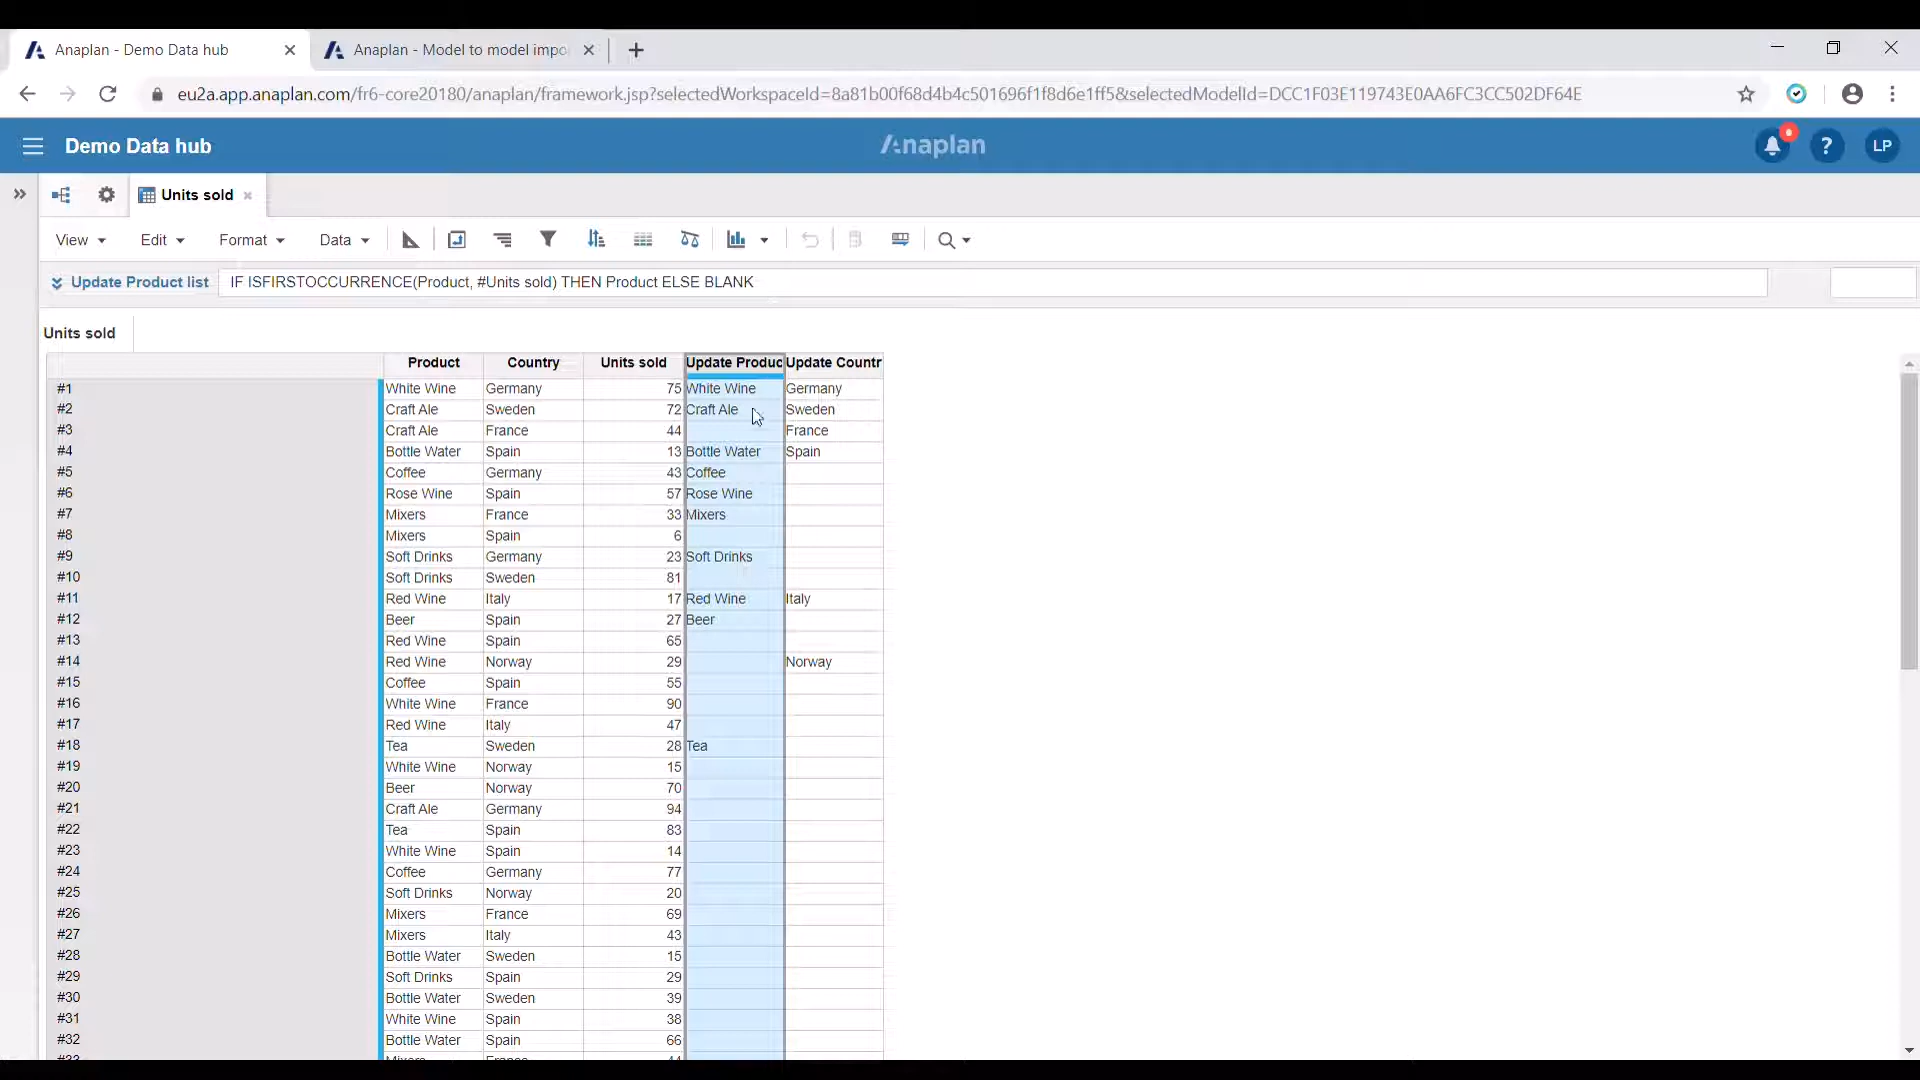 Anaplan - Demo Data hub
Anaplan - Model to model impo
eu2a.app.anaplan.com/fr6-core20180/anaplan/framework.jsp?selectedWorkspaceId=8a81b00f68d4b4c501696f1f8d6e1ff5&selectedModelId=DCC1F03E119743E0AA6FC3CC502DF64E
Demo Data hub
Anaplan
?
LP
Units sold
View
Edit
Format
Data
Update Product list
IF ISFIRSTOCCURRENCE(Product, #Units sold) THEN Product ELSE BLANK
Units sold
Product Country Units sold Update Produc Update Countr
#1 White Wine Germany 75 White Wine Germany
#2 Craft Ale Sweden 72 Craft Ale Sweden
#3 Craft Ale France 44 France
#4 Bottle Water Spain 13 Bottle Water Spain
#5 Coffee Germany 43 Coffee
#6 Rose Wine Spain 57 Rose Wine
#7 Mixers France 33 Mixers
#8 Mixers Spain 6
#9 Soft Drinks Germany 23 Soft Drinks
#10 Soft Drinks Sweden 81
#11 Red Wine Italy 17 Red Wine Italy
#12 Beer Spain 27 Beer
#13 Red Wine Spain 65
#14 Red Wine Norway 29 Norway
#15 Coffee Spain 55
#16 White Wine France 90
#17 Red Wine Italy 47
#18 Tea Sweden 28 Tea
#19 White Wine Norway 15
#20 Beer Norway 70
#21 Craft Ale Germany 94
#22 Tea Spain 83
#23 White Wine Spain 14
#24 Coffee Germany 77
#25 Soft Drinks Norway 20
#26 Mixers France 69
#27 Mixers Italy 43
#28 Bottle Water Sweden 15
#29 Soft Drinks Spain 29
#30 Bottle Water Sweden 39
#31 White Wine Spain 38
#32 Bottle Water Spain 66
#33 Mixers France 44